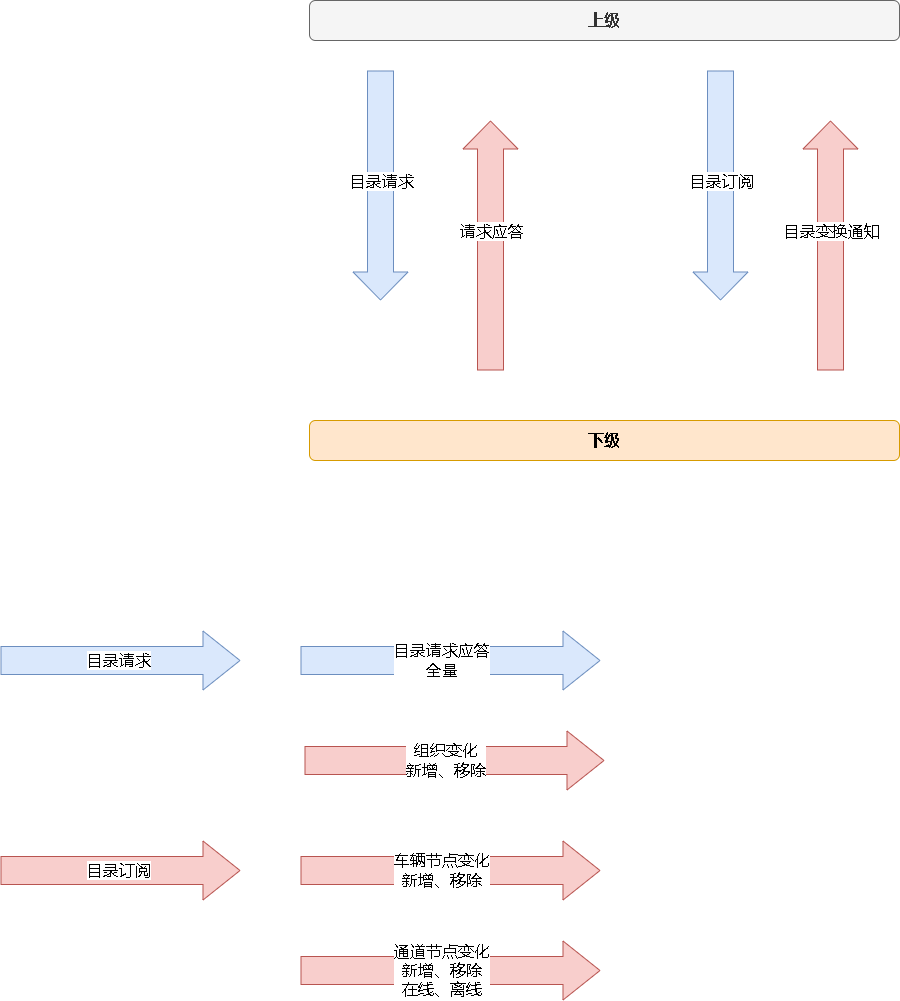 上级
目录请求
目录订阅
请求应答
目录变换通知
下级
目录请求
目录请求应答
全量
组织变化
新增、移除
目录订阅
车辆节点变化
新增、移除
通道节点变化
新增、移除
在线、离线